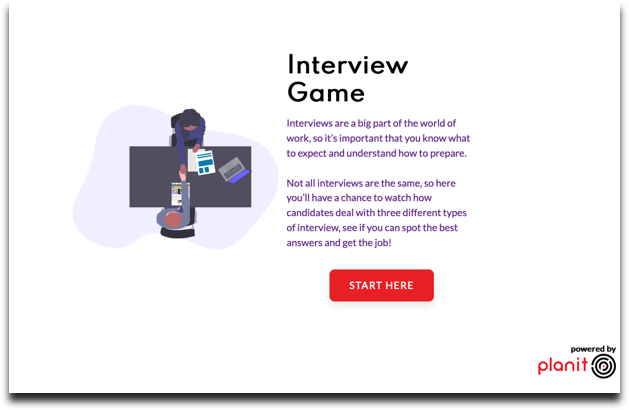 Interview
Game
Interviews are a big part of the world of
work, so it's important that you know what
to expect and understand how to prepare.
Not all interviews are the same, so here
you'll have a chance to watch how
candidates deal with three different types
of interview, see if you can spot the best
answers and get the job!
START HERE
powered by
planit